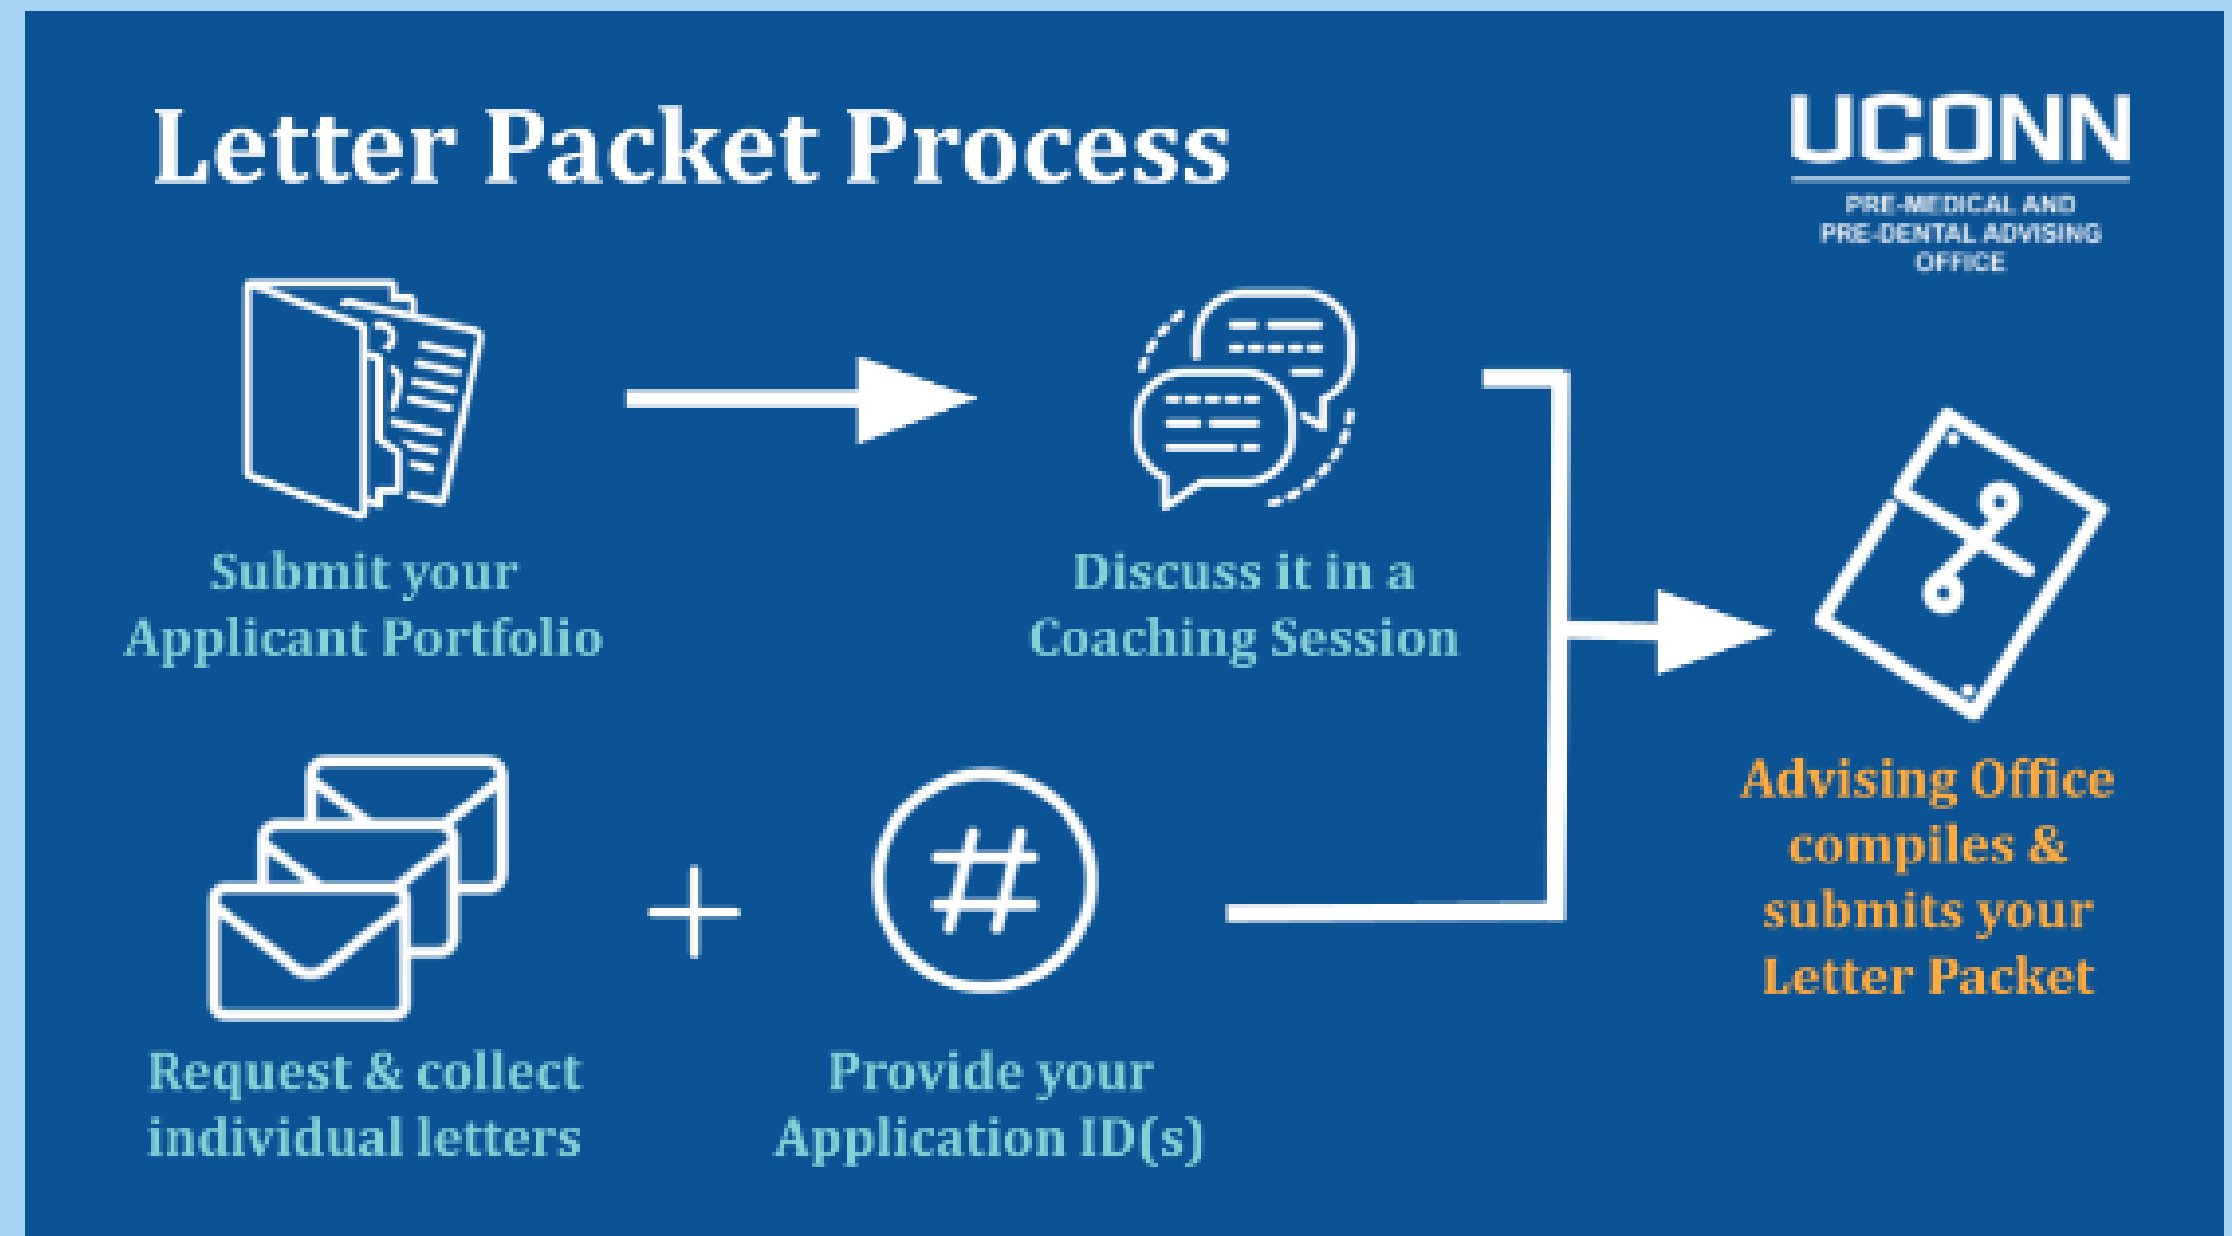 Letter Packet Process
UCONN
PRE-MEDICAL AND
PRE-DENTAL ADVISING
OFFICE
Submit your
Applicant Portfolio
Discuss it in a
Coaching Session
Request & collect
individual letters
+
#
Provide your
Application ID(s)
Advising Office
compiles &
submits your
Letter Packet